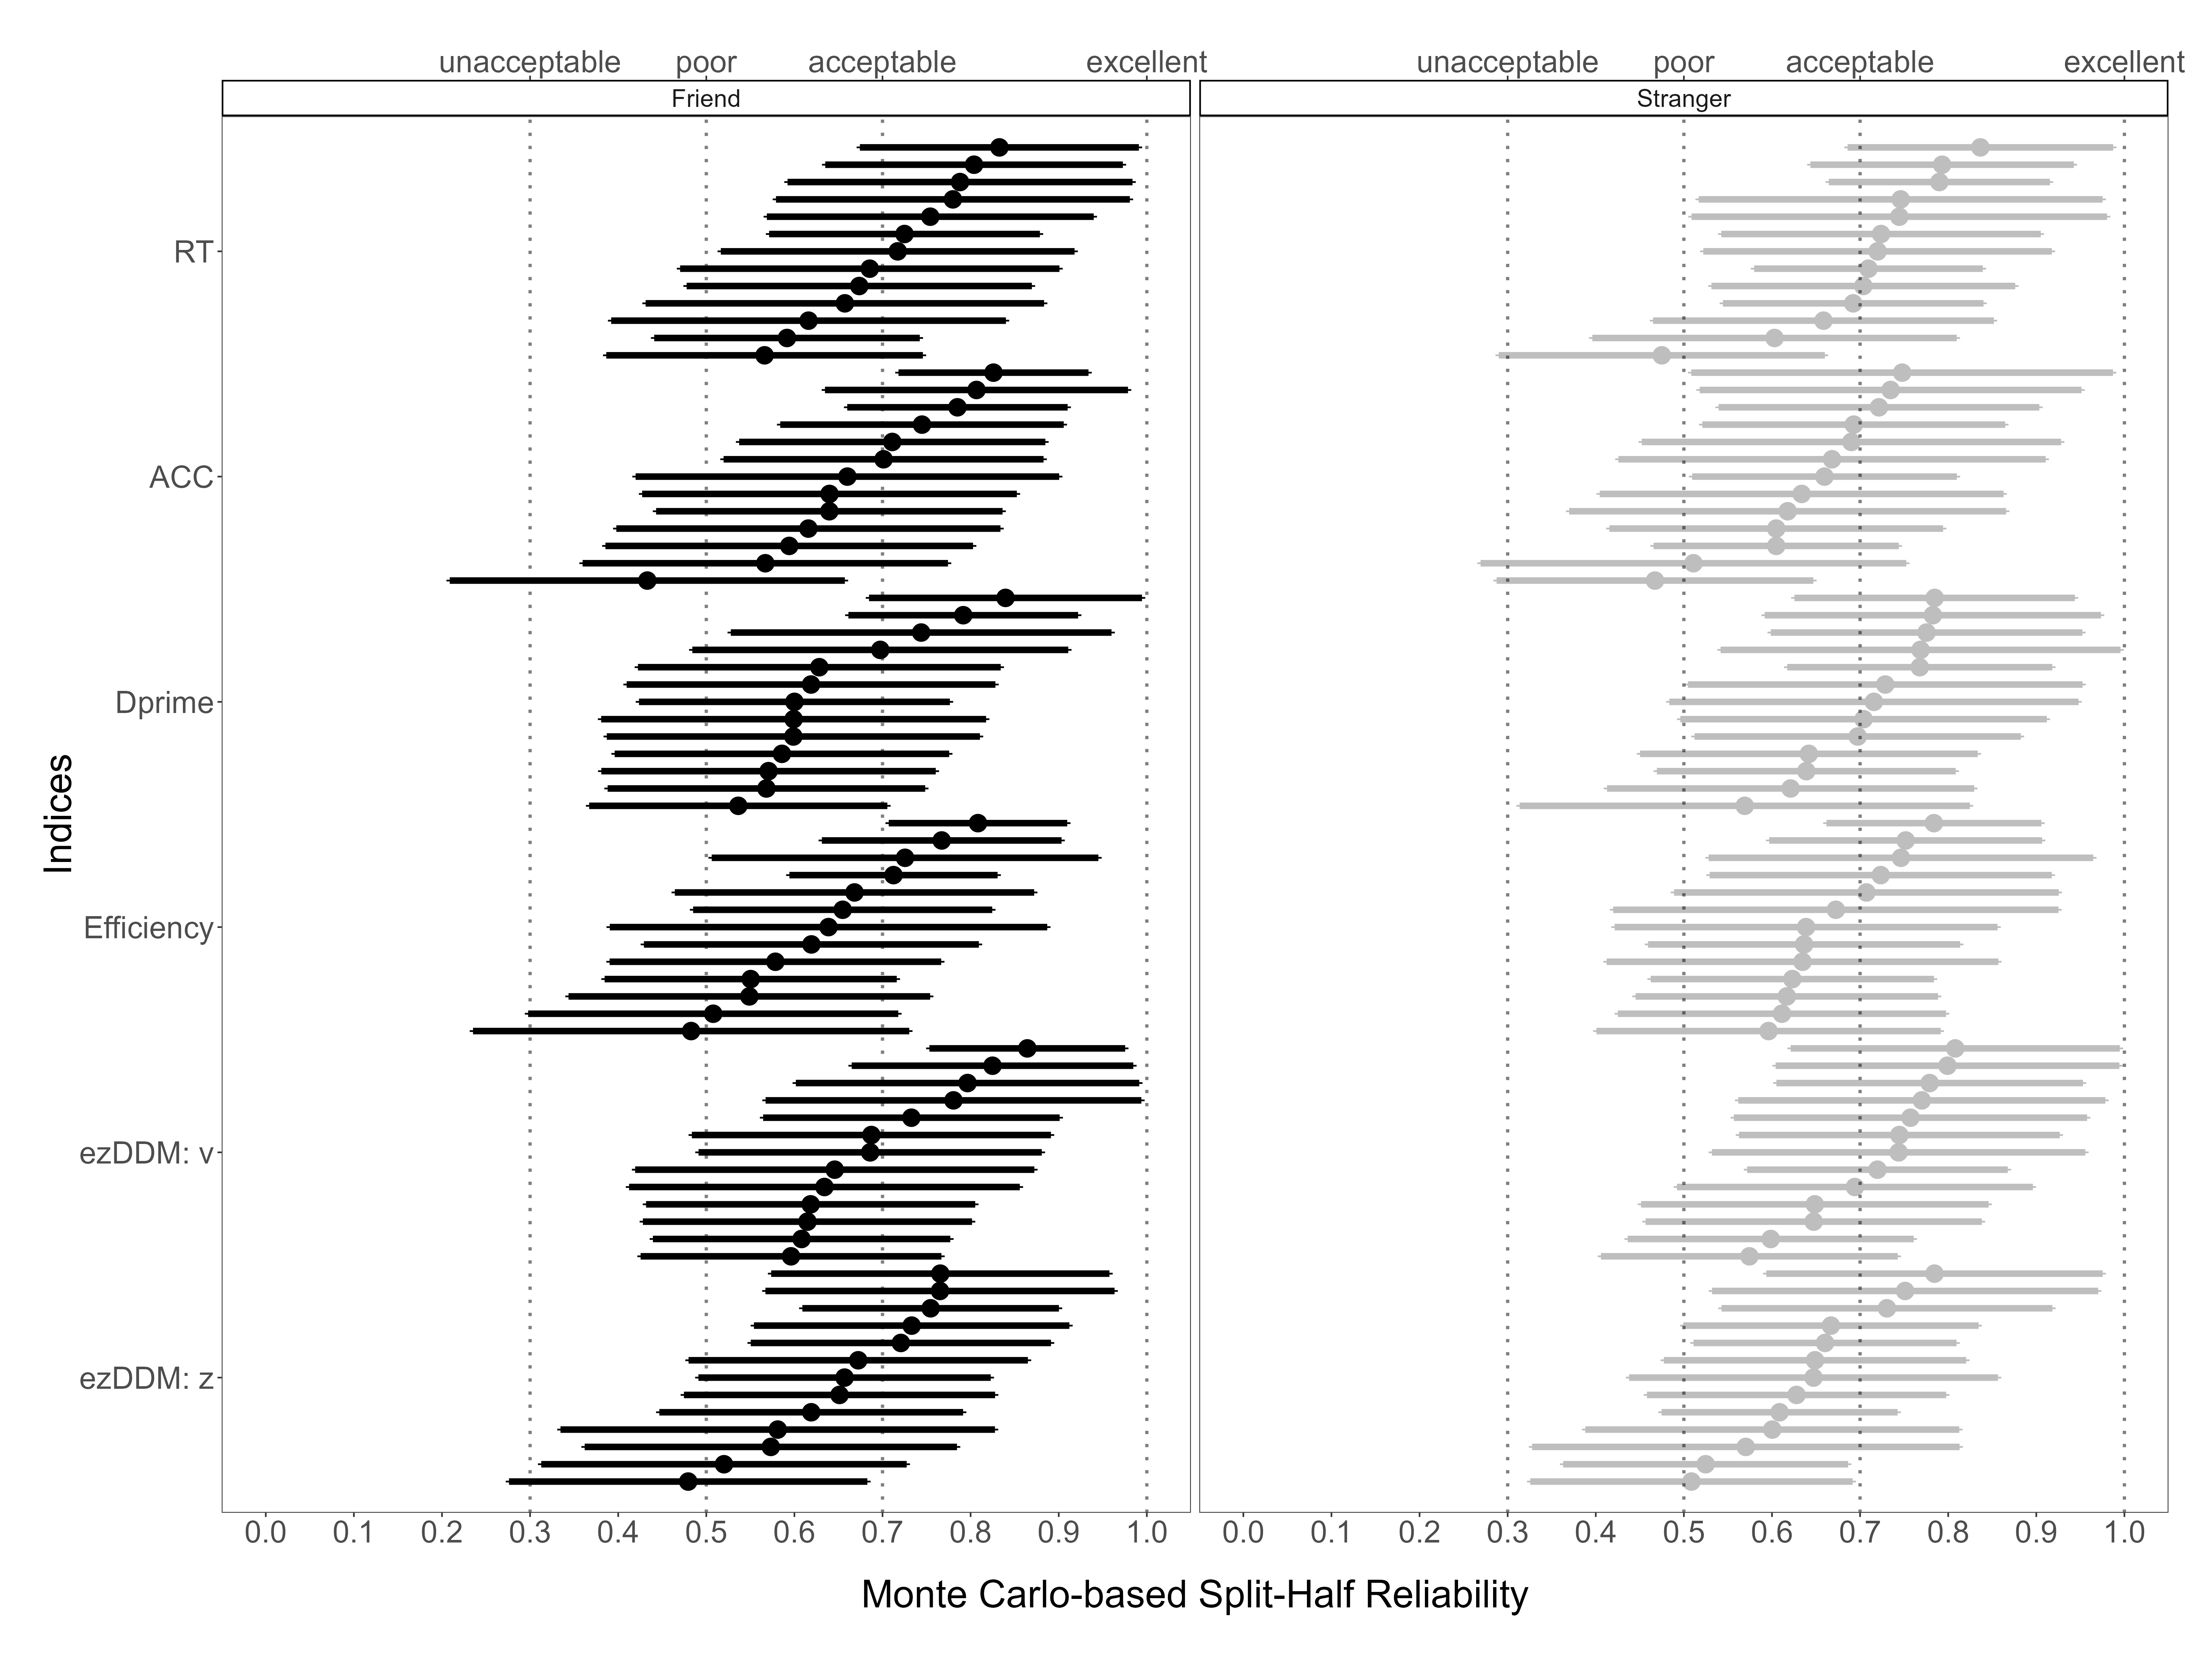 unacceptable poor acceptable excellent unacceptable poor acceptable excellent
Friend Stranger
RT
ACC
Dprime
Efficiency
ezDDM: v
ezDDM: z
Indices
0.0 0.1 0.2 0.3 0.4 0.5 0.6 0.7 0.8 0.9 1.0 0.0 0.1 0.2 0.3 0.4 0.5 0.6 0.7 0.8 0.9 1.0
Monte Carlo-based Split-Half Reliability